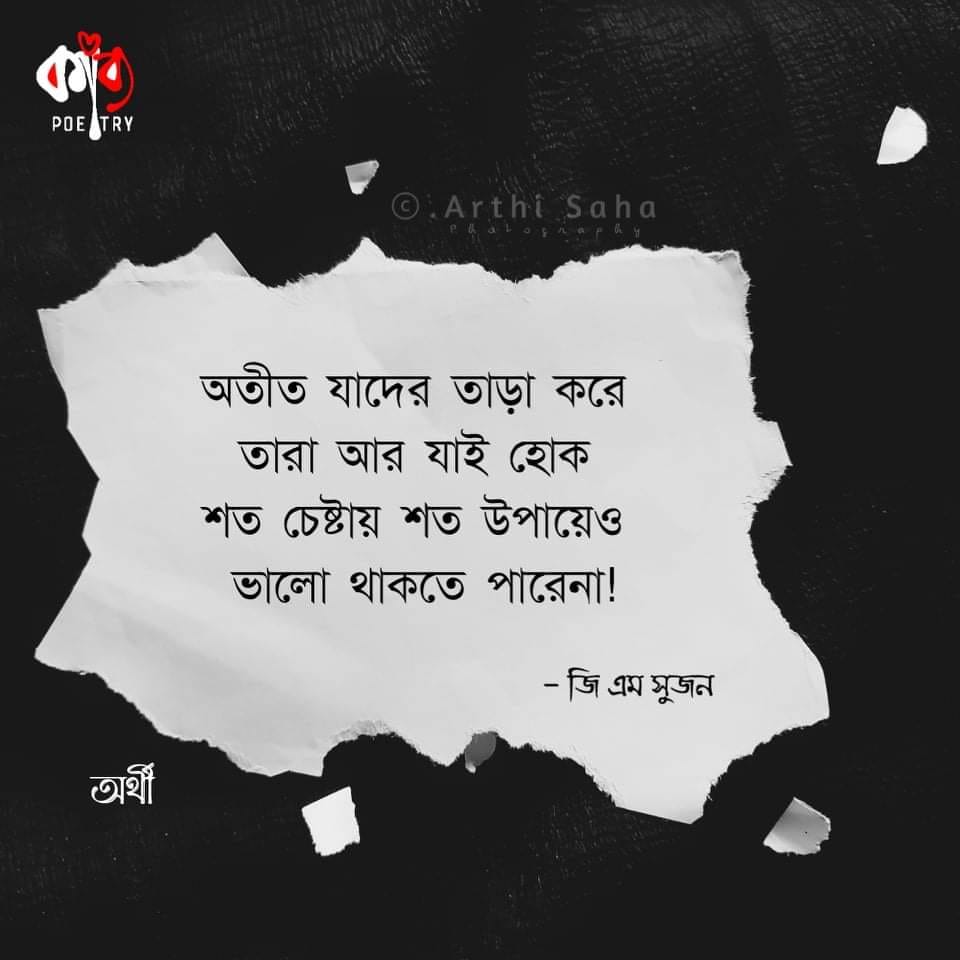 কাব্য
POETRY
© Arthi Saha
Photography
অতীত যাদের তাড়া করে
তারা আর যাই হোক
শত চেষ্টায় শত উপায়েও
ভালো থাকতে পারেনা!
– জি এম সুজন
অর্থী